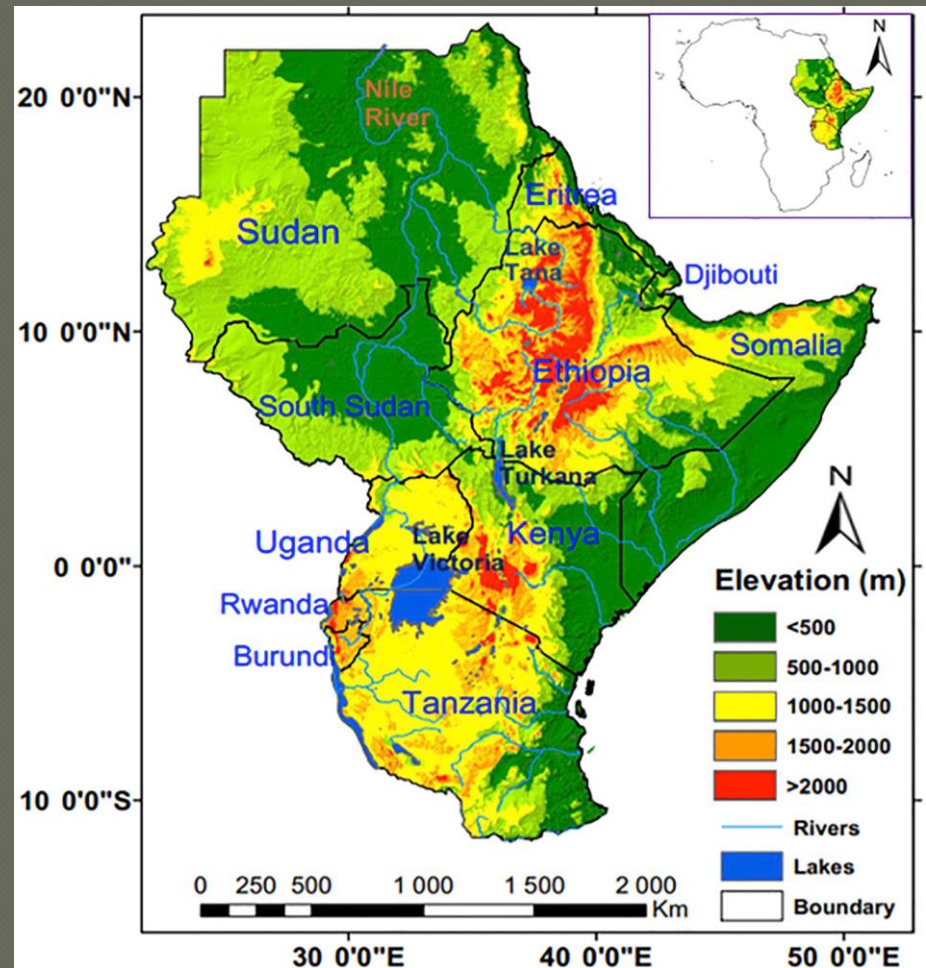 N
20 0'0"N
Nile
River
Eritrea
Sudan
Lake
Tana
Djibouti
10 0'0"N
Somalia
Ethiopia
South Sudan
Lake
Turkana
N
Kenya
Uganda
Lake
Victoria
0 0'0"
Elevation (m)
Rwanda
<500
Burundi
500-1000
Tanzania
1000-1500
1500-2000
10 0'0"S
>2000
Rivers
Lakes
0 250 500 1 000 1 500 2 000
Km
Boundary
30 0'0"E 40 0'0"E 50 0'0"E